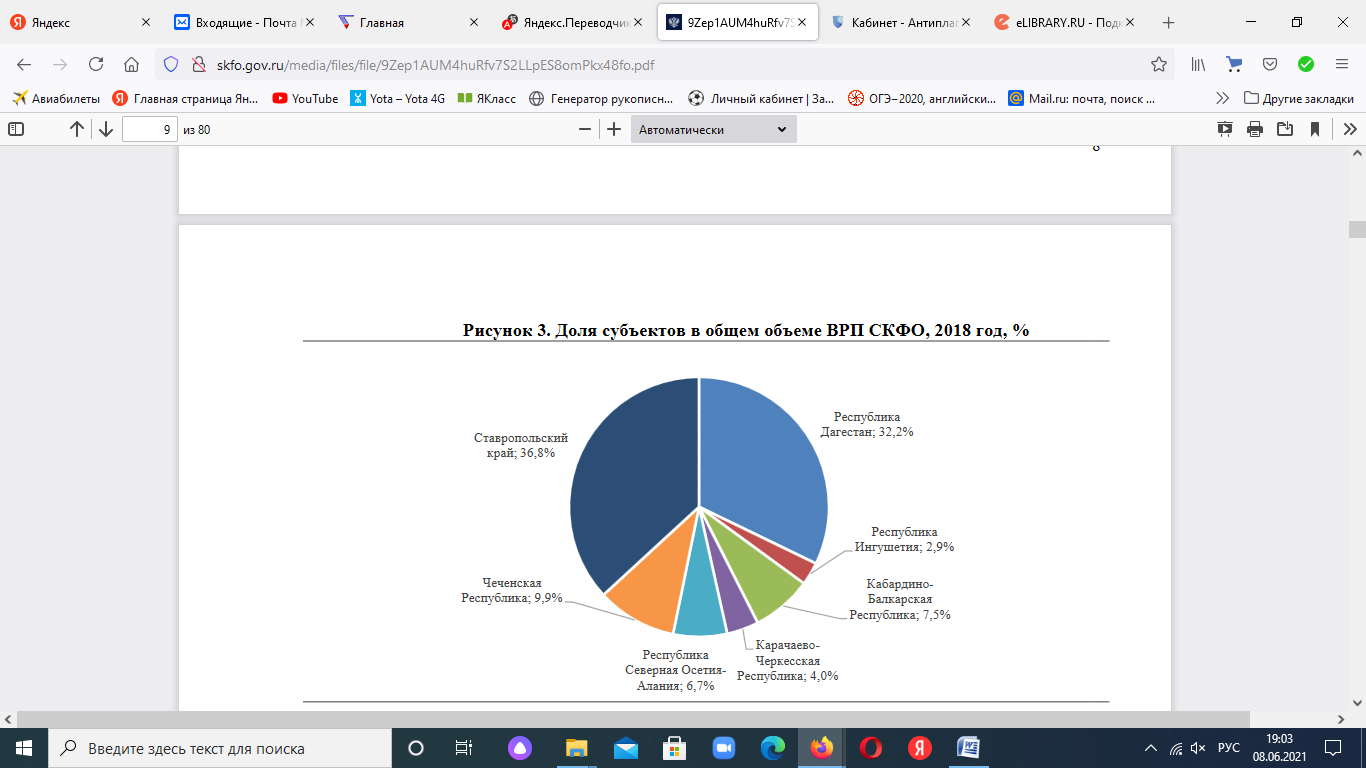 Яндекс
Входящие - Почта
Главная
Яндекс.Переводчик
9Zep1AUM4huRfv7S
Кабинет - Антиплаг
eLIBRARY.RU - Подк
skfo.gov.ru/media/files/file/9Zep1AUM4huRfv7S2LLpES8omPkx48fo.pdf
Авиабилеты
Главная страница Ян...
YouTube
Yota – Yota 4G
ЯКласс
Генератор рукописн...
Личный кабинет | За...
ОГЭ–2020, английски...
Mail.ru: почта, поиск ...
Другие закладки
9 из 80
Автоматически
8
Рисунок 3. Доля субъектов в общем объеме ВРП СКФО, 2018 год, %
Республика
Дагестан; 32,2%
Ставропольский
край; 36,8%
Республика
Ингушетия; 2,9%
Кабардино-
Балкарская
Республика; 7,5%
Чеченская
Республика; 9,9%
Карачаево-
Черкесская
Республика; 4,0%
Республика
Северная Осетия-
Алания; 6,7%
Введите здесь текст для поиска
РУС
19:03
08.06.2021